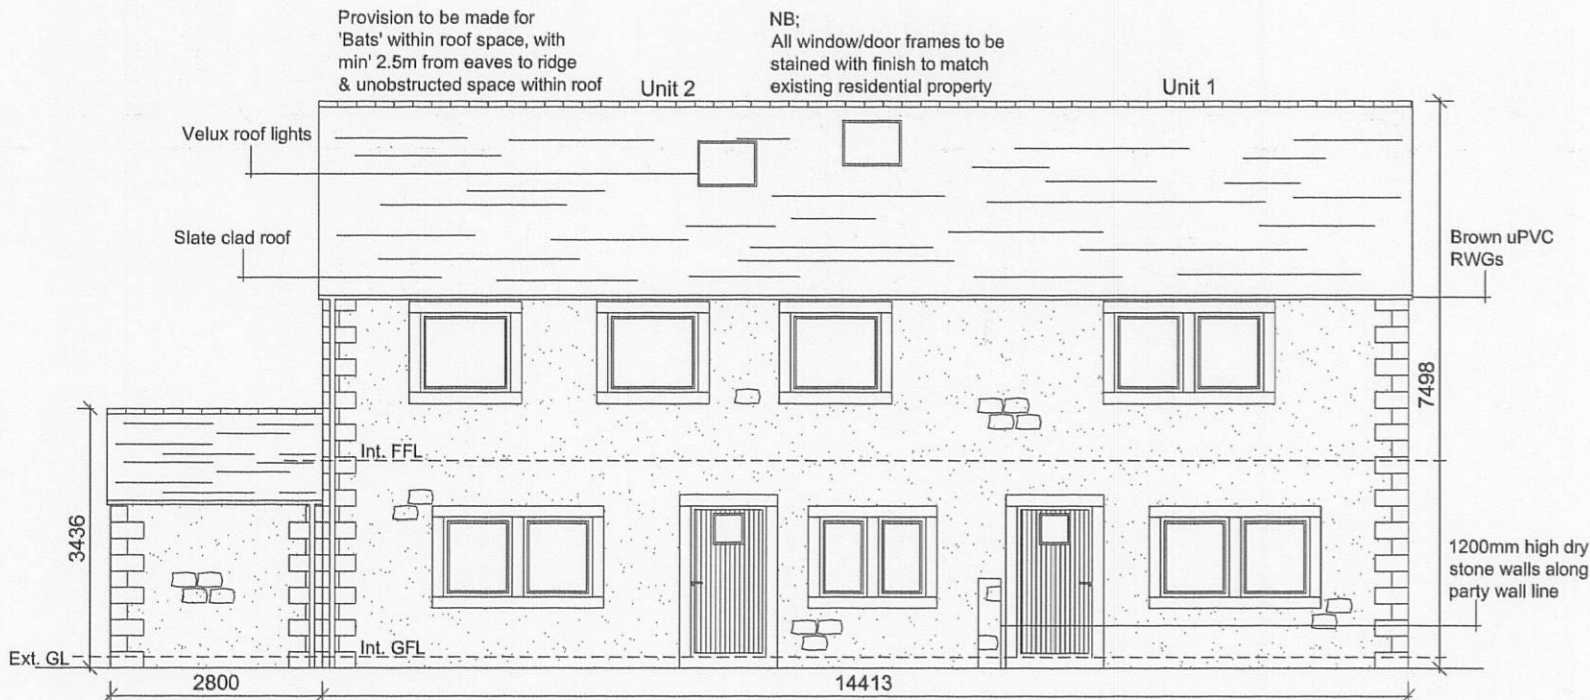 Provision to be made for
'Bats' within roof space, with
min' 2.5m from eaves to ridge
& unobstructed space within roof
NB;
All window/door frames to be
stained with finish to match
existing residential property
Unit 2
Unit 1
Velux roof lights
Slate clad roof
Brown uPVC
RWGs
7498
Int. FFL
3436
1200mm high dry
stone walls along
party wall line
Int. GFL
Ext. GL
2800
14413